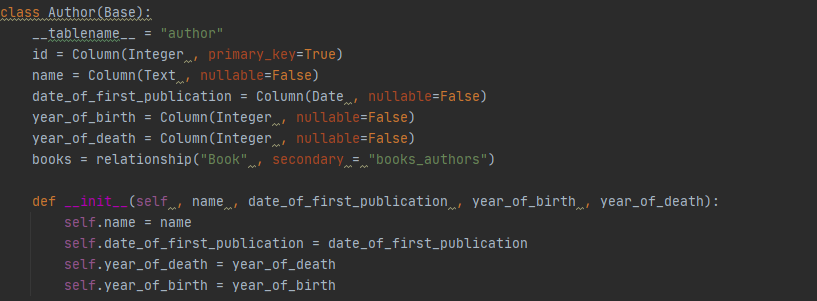 class Author(Base):
    __tablename__ = "author"
    id = Column(Integer , primary_key=True)
    name = Column(Text , nullable=False)
    date_of_first_publication = Column(Date , nullable=False)
    year_of_birth = Column(Integer , nullable=False)
    year_of_death = Column(Integer , nullable=False)
    books = relationship("Book" , secondary = "books_authors")

    def __init__(self , name , date_of_first_publication , year_of_birth , year_of_death):
        self.name = name
        self.date_of_first_publication = date_of_first_publication
        self.year_of_death = year_of_death
        self.year_of_birth = year_of_birth